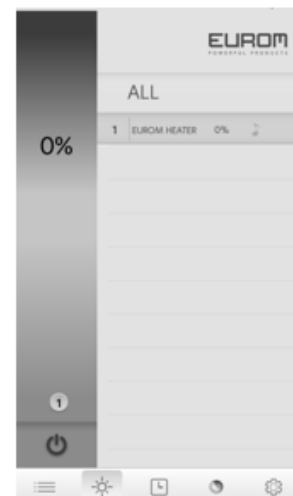 EUROM
POWERFUL PRODUCTS
ALL
1 EUROM HEATER 0%
0%
1